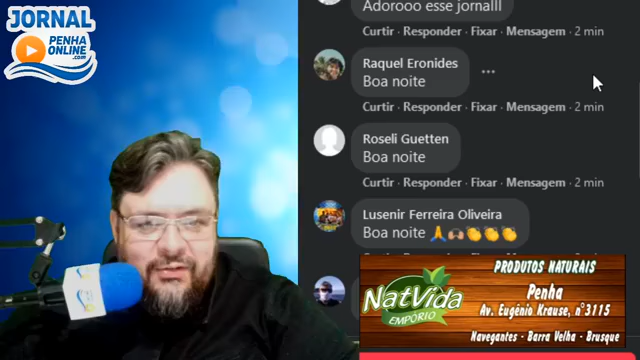 JORNAL
PENHA
ONLINE
.com
Adorooo esse jornalll
Curtir · Responder · Fixar · Mensagem · 2 min
Raquel Eronides
Boa noite
Curtir · Responder · Fixar · Mensagem · 2 min
Roseli Guetten
Boa noite
Curtir · Responder · Fixar · Mensagem · 2 min
Lusenir Ferreira Oliveira
Boa noite 🙏🙌🏽👏👏👏
NatVida
EMPÓRIO
PRODUTOS NATURAIS
Penha
Av. Eugênio Krause, n°3115
Navegantes - Barra Velha - Brusque